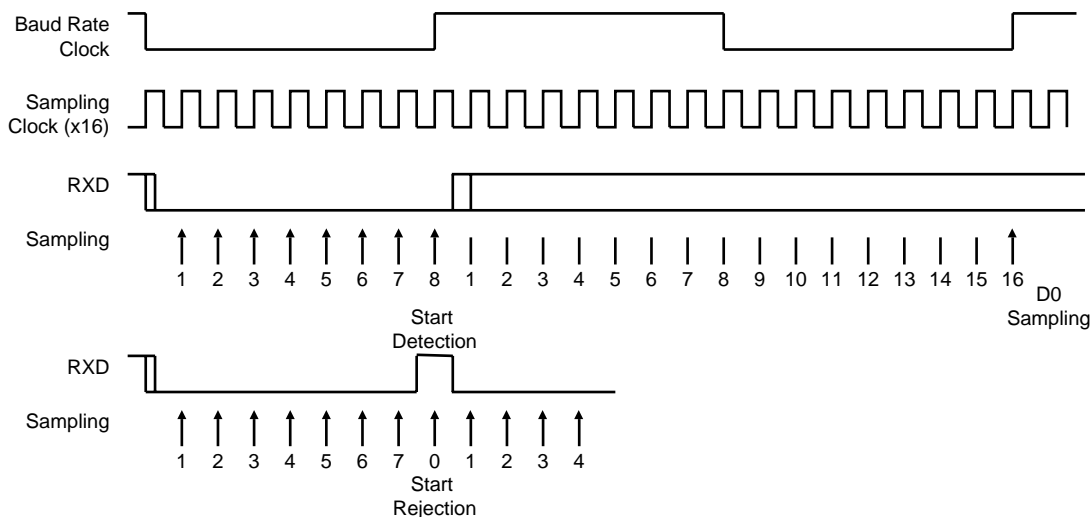 Baud Rate
Clock
Sampling
Clock (x16)
RXD
Sampling
1 2 3 4 5 6 7 8 1 2 3 4 5 6 7 8 9 10 11 12 13 14 15 16
D0
Sampling
Start
Detection
RXD
Sampling
1 2 3 4 5 6 7 0 1 2 3 4
Start
Rejection